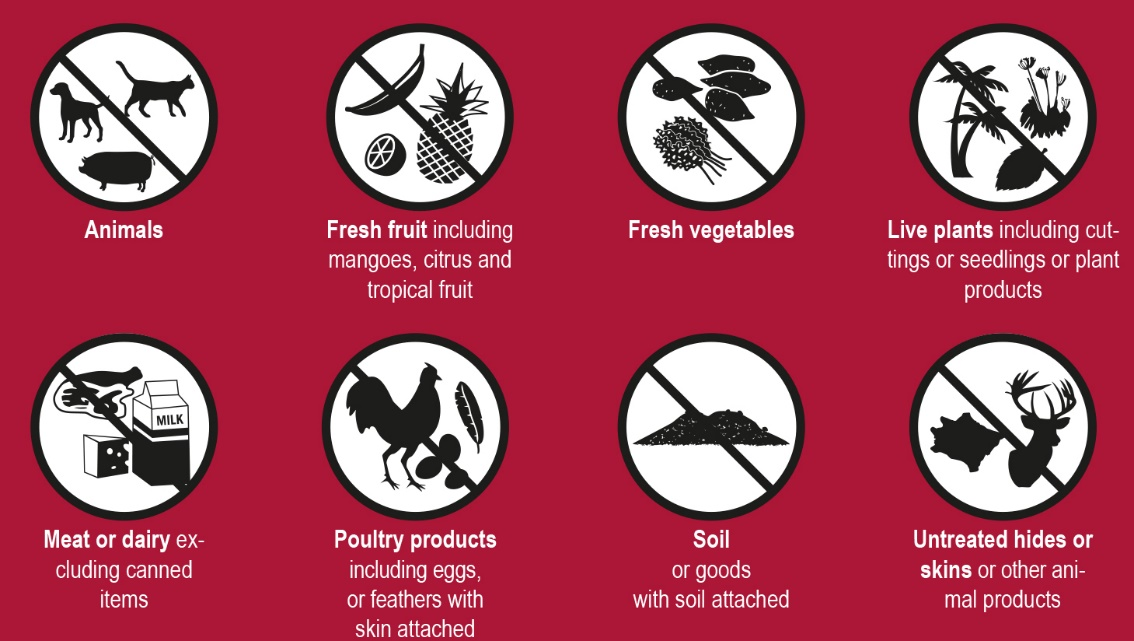 Animals
Fresh fruit including
mangoes, citrus and
tropical fruit
Fresh vegetables
Live plants including cut-
tings or seedlings or plant
products
MILK
Meat or dairy ex-
cluding canned
items
Poultry products
including eggs,
or feathers with
skin attached
Soil
or goods
with soil attached
Untreated hides or
skins or other ani-
mal products